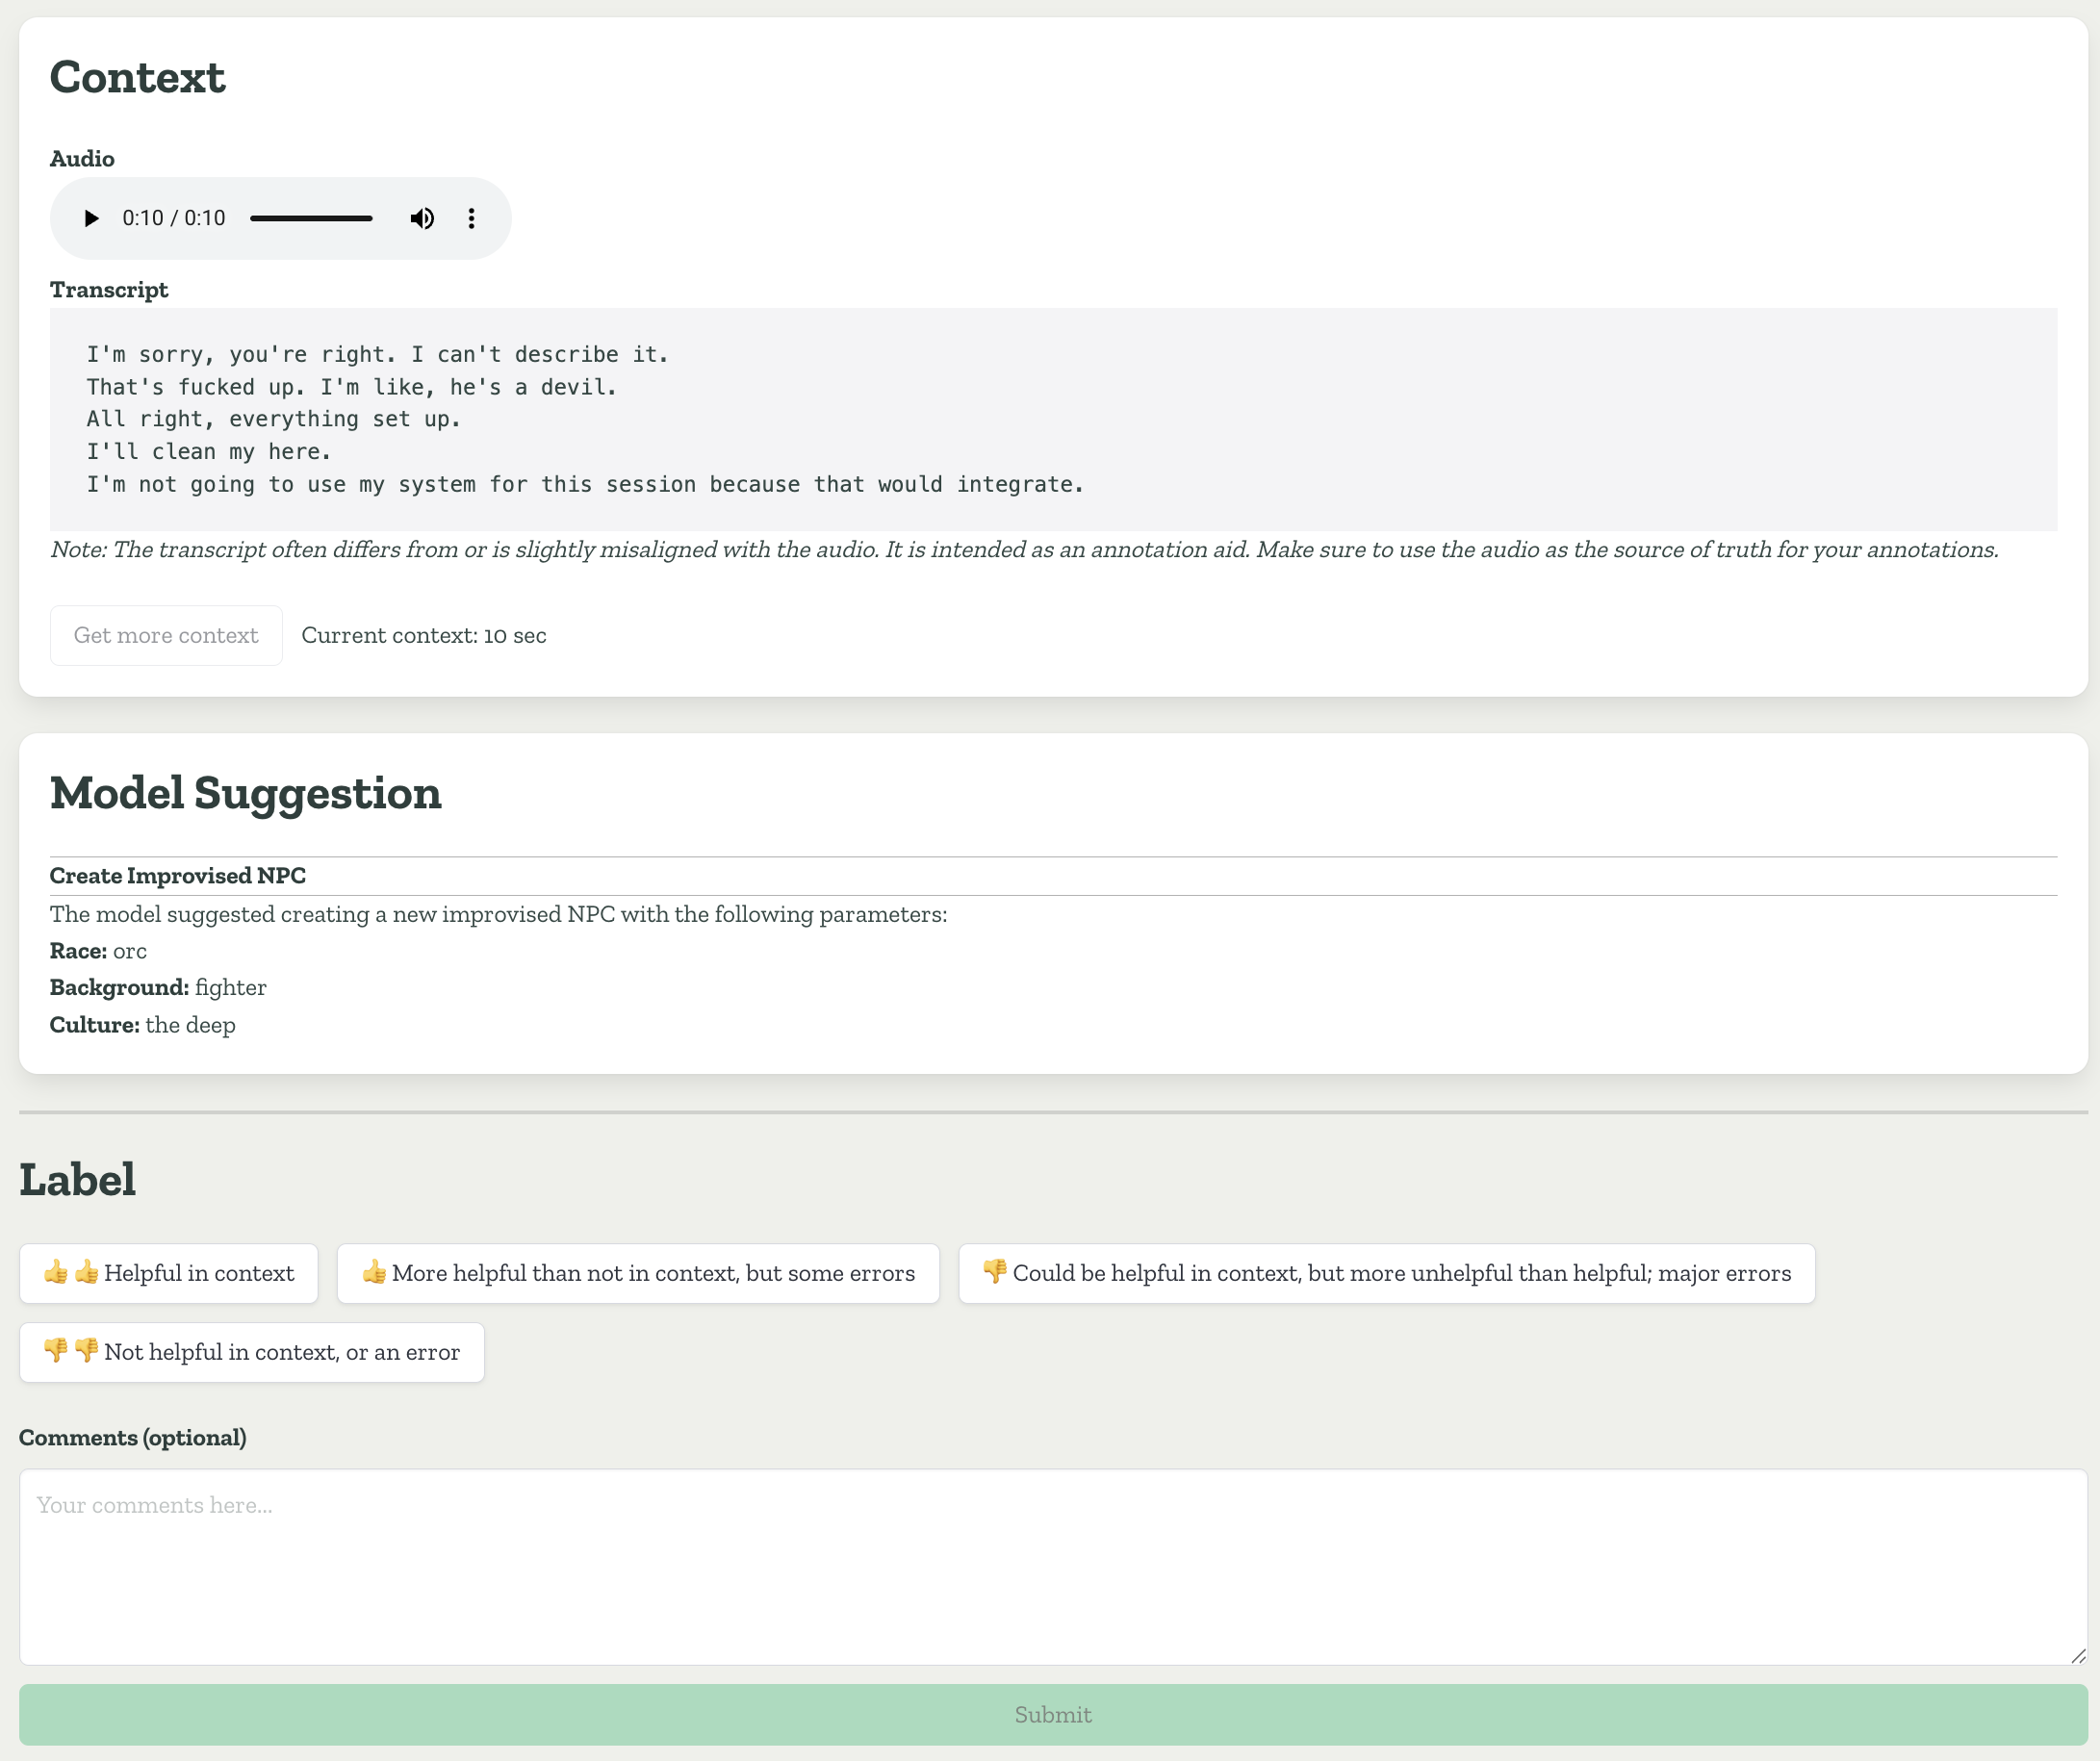 Context
Audio
0:10 / 0:10
Transcript
I'm sorry, you're right. I can't describe it.
That's fucked up. I'm like, he's a devil.
All right, everything set up.
I'll clean my here.
I'm not going to use my system for this session because that would integrate.
Note: The transcript often differs from or is slightly misaligned with the audio. It is intended as an annotation aid. Make sure to use the audio as the source of truth for your annotations.
Get more context Current context: 10 sec
Model Suggestion
Create Improvised NPC
The model suggested creating a new improvised NPC with the following parameters:
Race: orc
Background: fighter
Culture: the deep
Label
👍👍 Helpful in context 👍 More helpful than not in context, but some errors 👎 Could be helpful in context, but more unhelpful than helpful; major errors
👎👎 Not helpful in context, or an error
Comments (optional)
Your comments here...
Submit